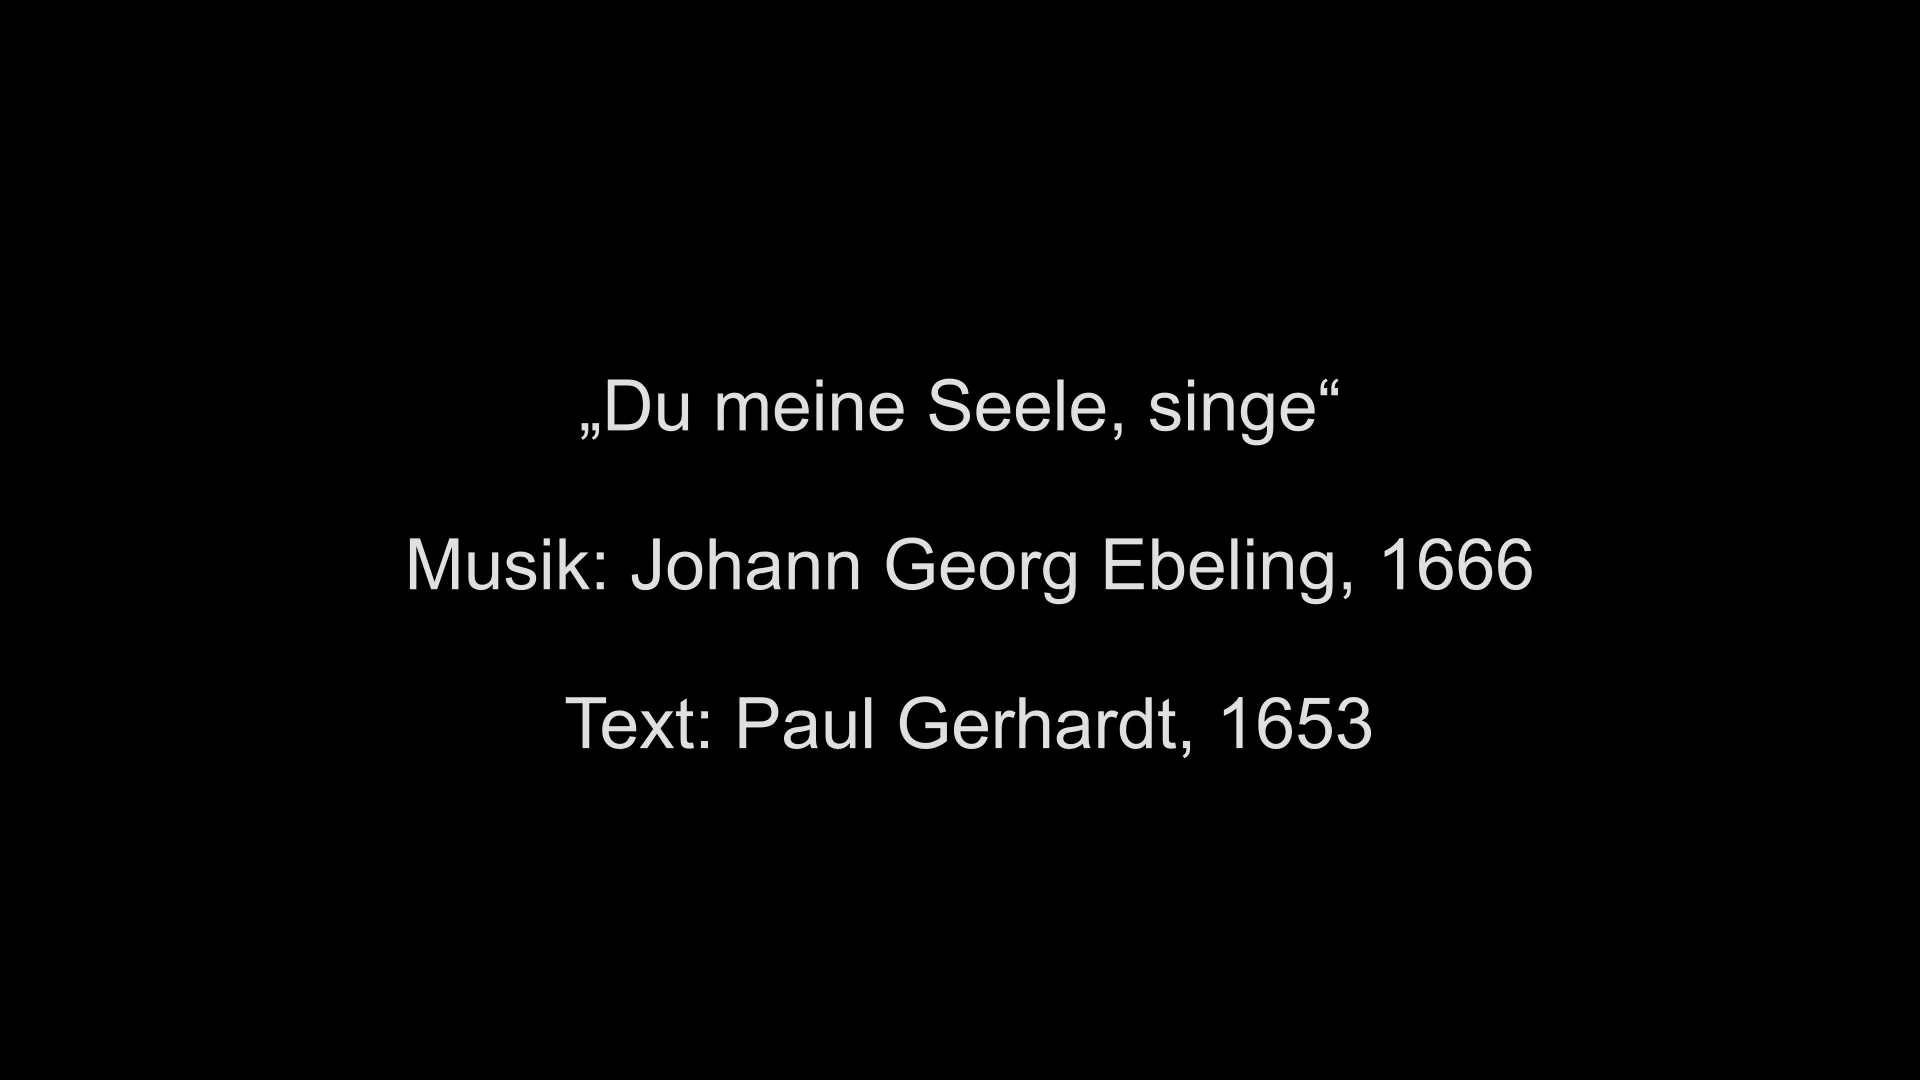 „Du meine Seele, singe“
Musik: Johann Georg Ebeling, 1666
Text: Paul Gerhardt, 1653